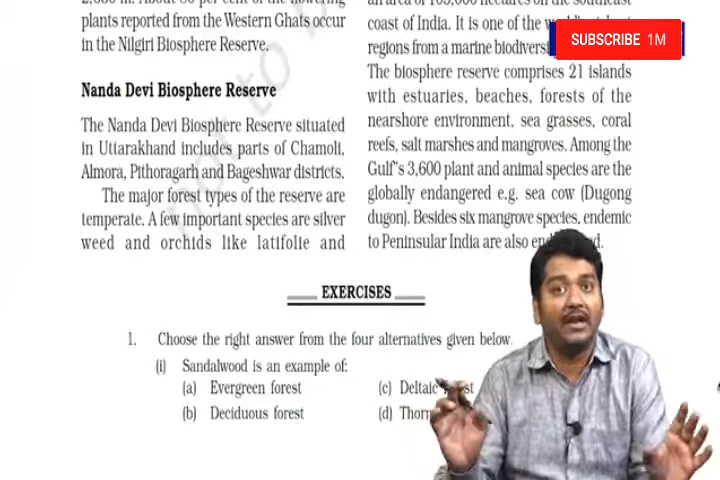 plants reported from the Western Ghats occur
in the Nilgiri Biosphere Reserve.
Nanda Devi Biosphere Reserve
The Nanda Devi Biosphere Reserve situated
in Uttarakhand includes parts of Chamoli,
Almora, Pithoragarh and Bageshwar districts.
The major forest types of the reserve are
temperate. A few important species are silver
weed and orchids like latifolie and
coast of India. It is one of the
regions from a marine
The biosphere reserve comprises 21 islands
with estuaries, beaches, forests of the
nearshore environment, sea grasses, coral
reefs, salt marshes and mangroves. Among the
Gulf's 3,600 plant and animal species are the
globally endangered e.g. sea cow (Dugong
dugon). Besides six mangrove species, endemic
to Peninsular India are also
SUBSCRIBE 1M
EXERCISES
1. Choose the right answer from the four alternatives given below.
(i) Sandalwood is an example of:
(a) Evergreen forest
(b) Deciduous forest
(c) Deltaic
(d)